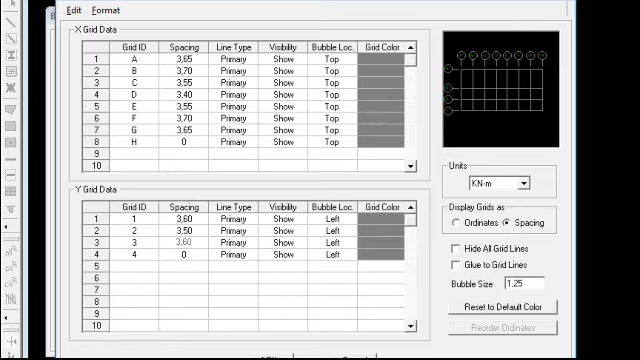 Edit Format
X Grid Data
Grid ID Spacing Line Type Visibility Bubble Loc. Grid Color
1 A 3,65 Primary Show Top
2 B 3,70 Primary Show Top
3 C 3,55 Primary Show Top
4 D 3,40 Primary Show Top
5 E 3,55 Primary Show Top
6 F 3,70 Primary Show Top
7 G 3,65 Primary Show Top
8 H 0 Primary Show Top
9
10
Y Grid Data
Grid ID Spacing Line Type Visibility Bubble Loc. Grid Color
1 1 3,60 Primary Show Left
2 2 3,50 Primary Show Left
3 3 3,60 Primary Show Left
4 4 0 Primary Show Left
5
6
7
8
9
10
Units
KN-m
Display Grids as
Ordinates Spacing
Hide All Grid Lines
Glue to Grid Lines
Bubble Size 1,25
Reset to Default Color
Reorder Ordinates